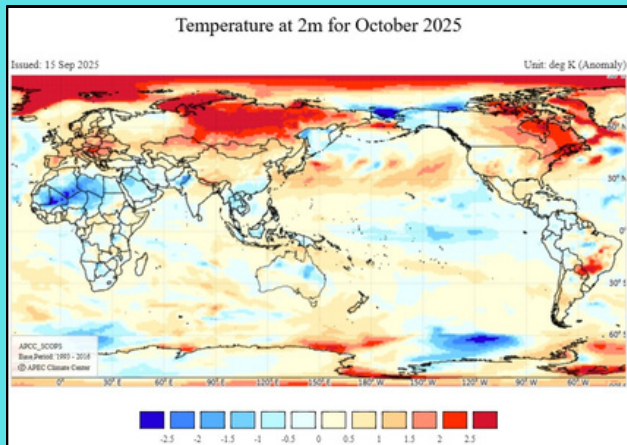 Temperature at 2m for October 2025
Issued: 15 Sep 2025
Unit: deg K (Anomaly)
60°N
30°N
0°
30°S
60°S
APCC_SCOPS
Base Period: 1993 - 2016
© APEC Climate Center
0° 30°E 60°E 90°E 120°E 150°E 180°W 150°W 120°W 90°W 60°W
-2.5 -2 -1.5 -1 -0.5 0 0.5 1 1.5 2 2.5